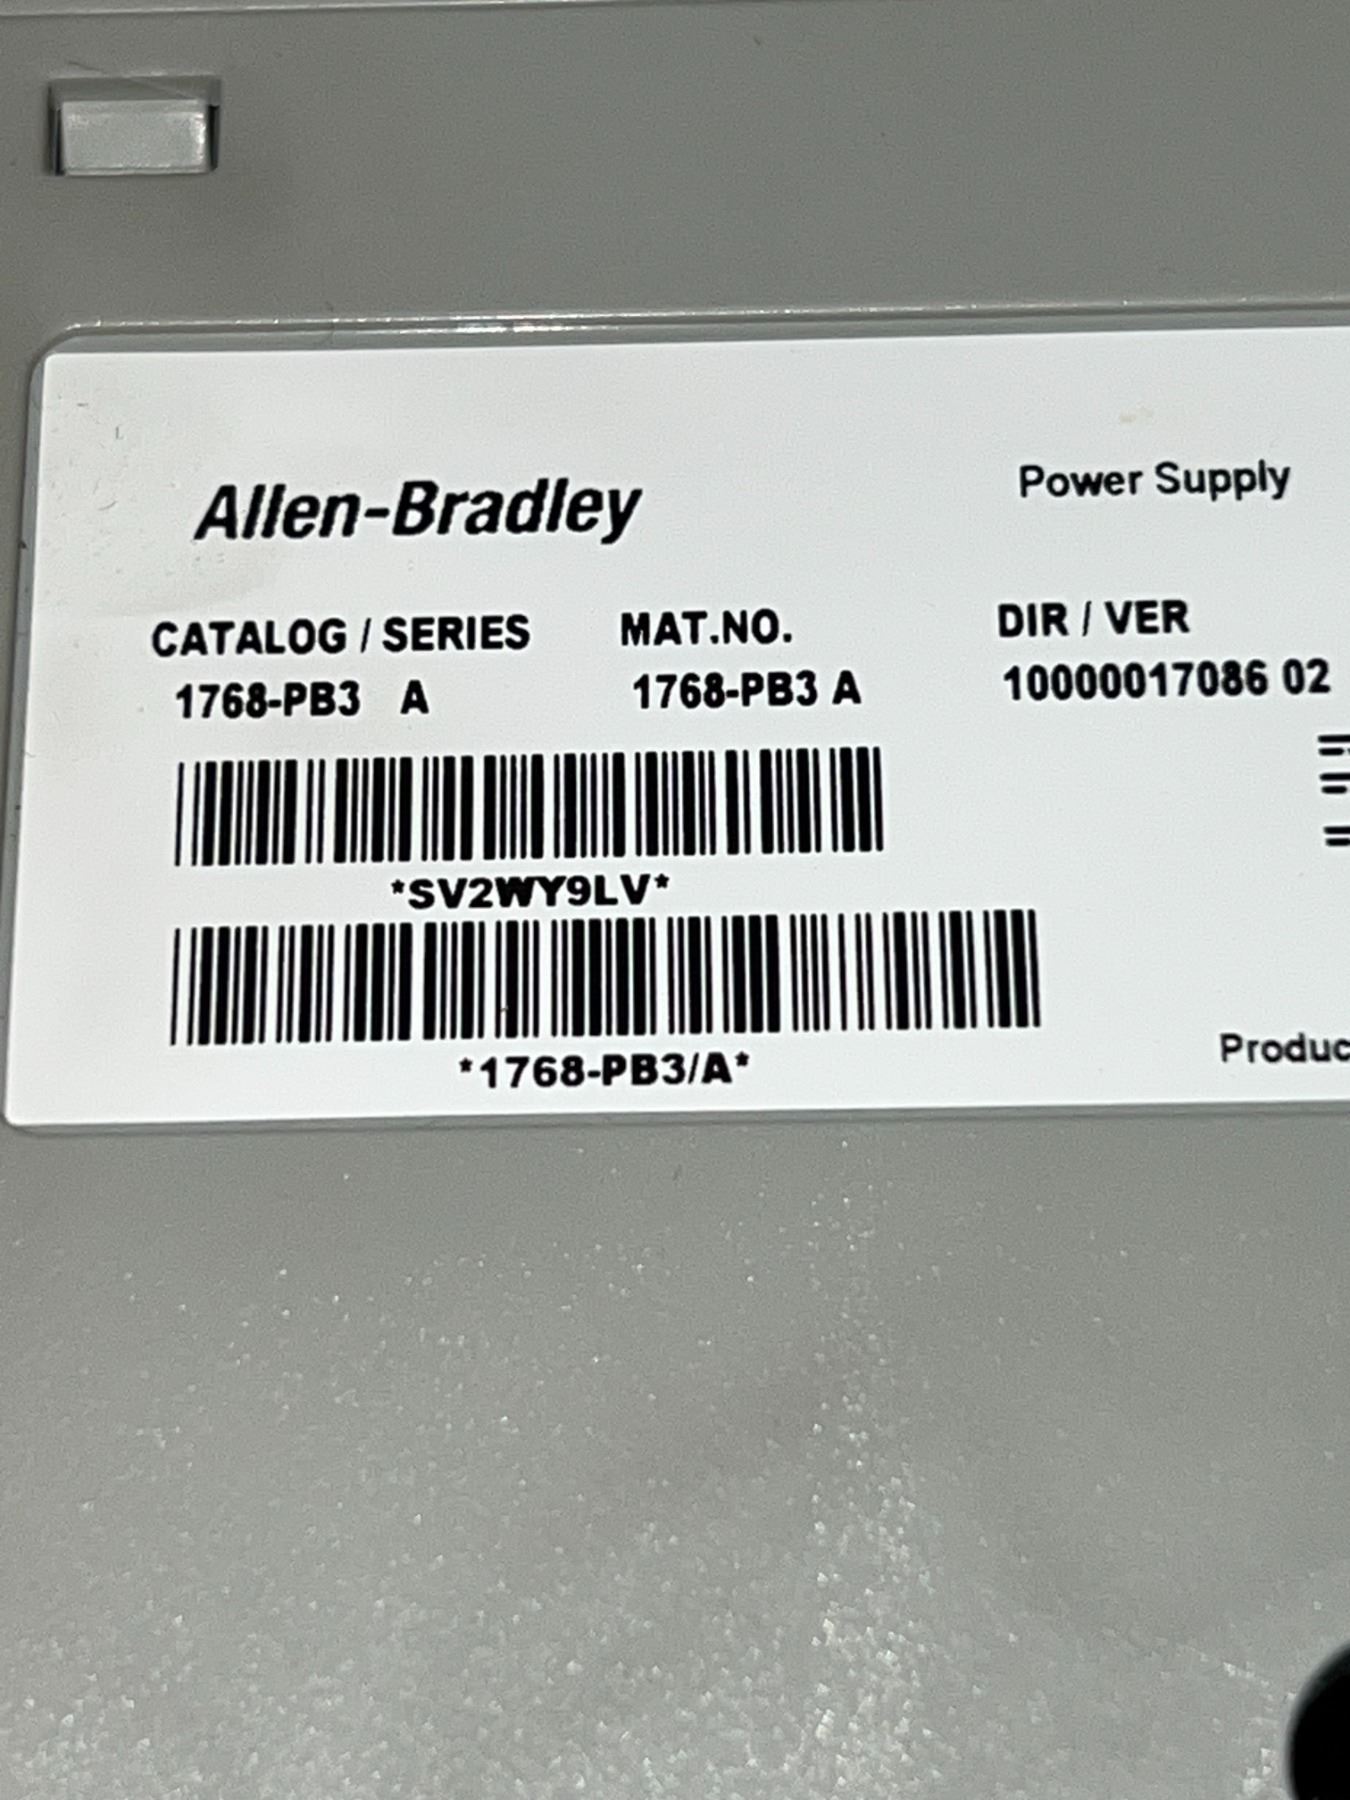 Allen-Bradley
Power Supply
CATALOG / SERIES MAT.NO. DIR / VER
1768-PB3 A 1768-PB3 A 10000017086 02
*SV2WY9LV*
*1768-PB3/A*
Produc